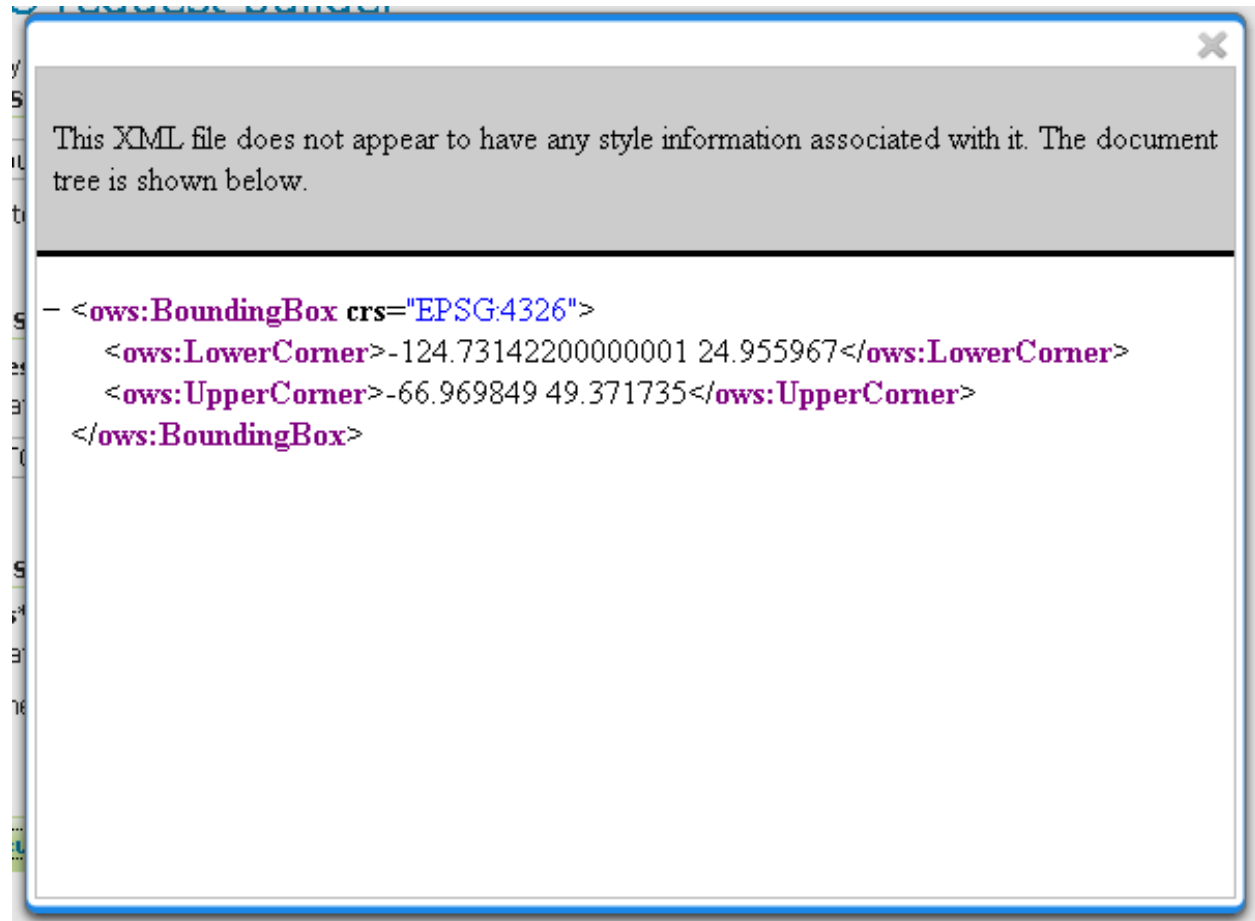 request builder
This XML file does not appear to have any style information associated with it. The document
tree is shown below.
− <ows:BoundingBox crs="EPSG:4326">
<ows:LowerCorner>-124.73142200000001 24.955967</ows:LowerCorner>
<ows:UpperCorner>-66.969849 49.371735</ows:UpperCorner>
</ows:BoundingBox>